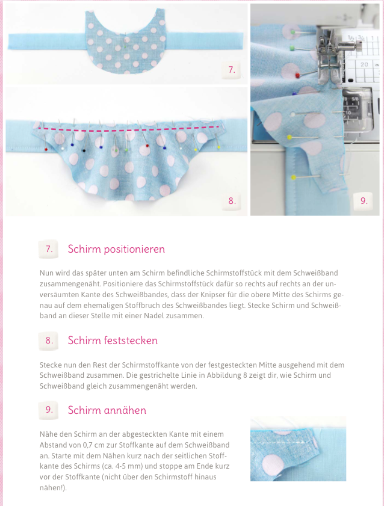 7.
8.
9.
7. Schirm positionieren
Nun wird das später unten am Schirm befindliche Schirmstoffstück mit dem Schweißband
zusammengenäht. Positioniere das Schirmstoffstück dafür so rechts auf rechts an der un-
versäumten Kante des Schweißbandes, dass der Knipser für die obere Mitte des Schirms ge-
nau auf dem ehemaligen Stoffbruch des Schweißbandes liegt. Stecke Schirm und Schweiß-
band an dieser Stelle mit einer Nadel zusammen.
8. Schirm feststecken
Stecke nun den Rest der Schirmstoffkante von der festgesteckten Mitte ausgehend mit dem
Schweißband zusammen. Die gestrichelte Linie in Abbildung 8 zeigt dir, wie Schirm und
Schweißband gleich zusammengenäht werden.
9. Schirm annähen
Nähe den Schirm an der abgesteckten Kante mit einem
Abstand von 0,7 cm zur Stoffkante auf dem Schweißband
an. Starte mit dem Nähen kurz nach der seitlichen Stoff-
kante des Schirms (ca. 4-5 mm) und stoppe am Ende kurz
vor der Stoffkante (nicht über den Schirmstoff hinaus
nähen!).